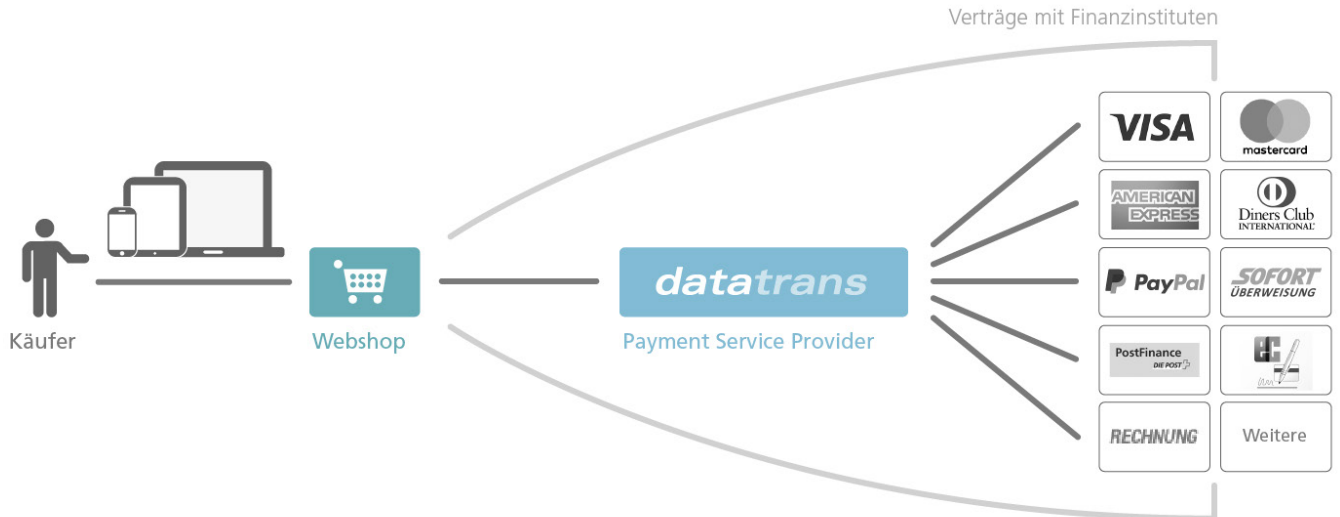 Verträge mit Finanzinstituten
VISA
mastercard
AMERICAN
EXPRESS
Diners Club
INTERNATIONAL
PayPal
SOFORT
ÜBERWEISUNG
PostFinance
DIE POST
ec
RECHNUNG
Weitere
datatrans
Payment Service Provider
Webshop
Käufer